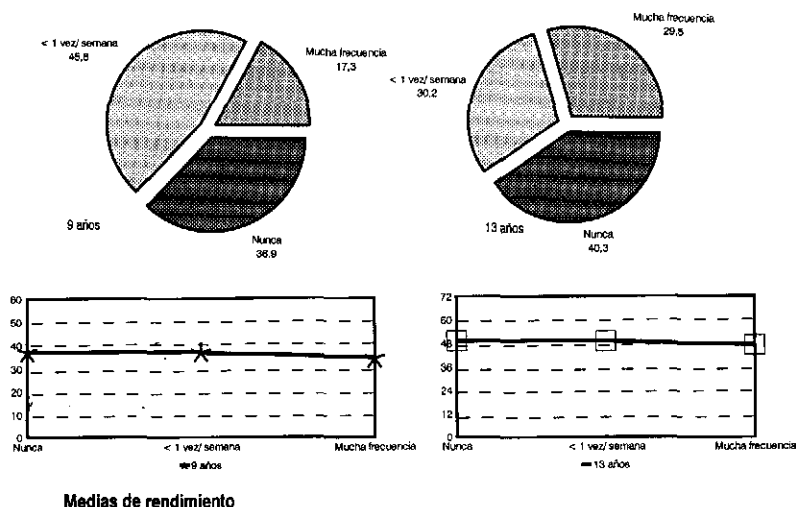 < 1 vez/ semana
45,8
Mucha frecuencia
17,3
9 años
Nunca
36,9
Mucha frecuencia
29,5
< 1 vez/ semana
30,2
13 años
Nunca
40,3
60
50
40
30
20
10
0
Nunca
< 1 vez/ semana
Mucha frecuencia
9 años
72
60
48
36
24
12
0
Nunca
< 1 vez/ semana
Mucha frecuencia
13 años
Medias de rendimiento